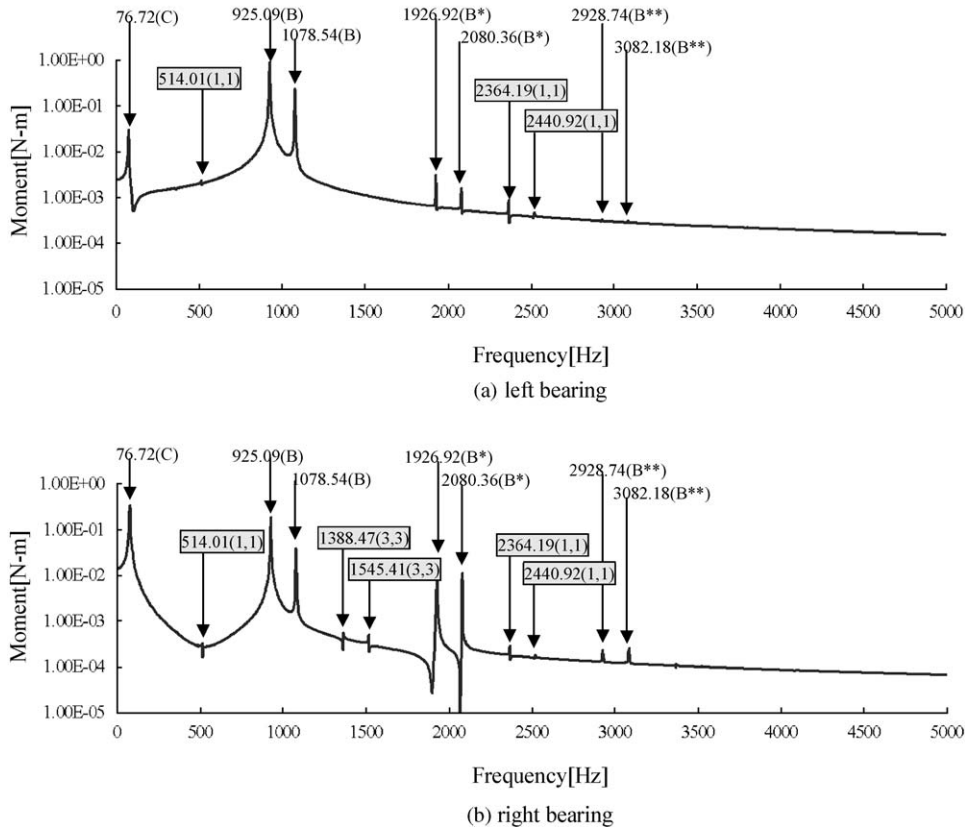 76.72(C)
925.09(B)
1078.54(B)
1926.92(B*)
2080.36(B*)
2928.74(B**)
3082.18(B**)
514.01(1,1)
2364.19(1,1)
2440.92(1,1)
1.00E+00
1.00E-01
1.00E-02
1.00E-03
1.00E-04
1.00E-05
Moment[N-m]
0 500 1000 1500 2000 2500 3000 3500 4000 4500 5000
Frequency[Hz]
(a) left bearing
76.72(C)
925.09(B)
1078.54(B)
1926.92(B*)
2080.36(B*)
2928.74(B**)
3082.18(B**)
514.01(1,1)
1388.47(3,3)
1545.41(3,3)
2364.19(1,1)
2440.92(1,1)
1.00E+00
1.00E-01
1.00E-02
1.00E-03
1.00E-04
1.00E-05
Moment[N-m]
0 500 1000 1500 2000 2500 3000 3500 4000 4500 5000
Frequency[Hz]
(b) right bearing